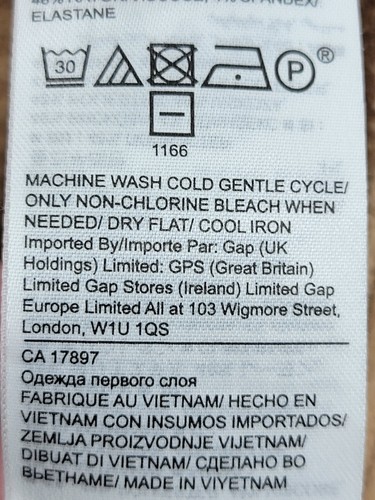 ELASTANE
30
P
®
1166
MACHINE WASH COLD GENTLE CYCLE/
ONLY NON-CHLORINE BLEACH WHEN
NEEDED/ DRY FLAT/ COOL IRON
Imported By/Importe Par: Gap (UK
Holdings) Limited: GPS (Great Britain)
Limited Gap Stores (Ireland) Limited Gap
Europe Limited All at 103 Wigmore Street,
London, W1U 1QS
CA 17897
Одежда первого слоя
FABRIQUE AU VIETNAM/ HECHO EN
VIETNAM CON INSUMOS IMPORTADOS/
ZEMLJA PROIZVODNJE VIJETNAM/
DIBUAT DI VIETNAM/ СДЕЛАНО ВО
ВЬЕТНАМЕ/ MADE IN VIYETNAM